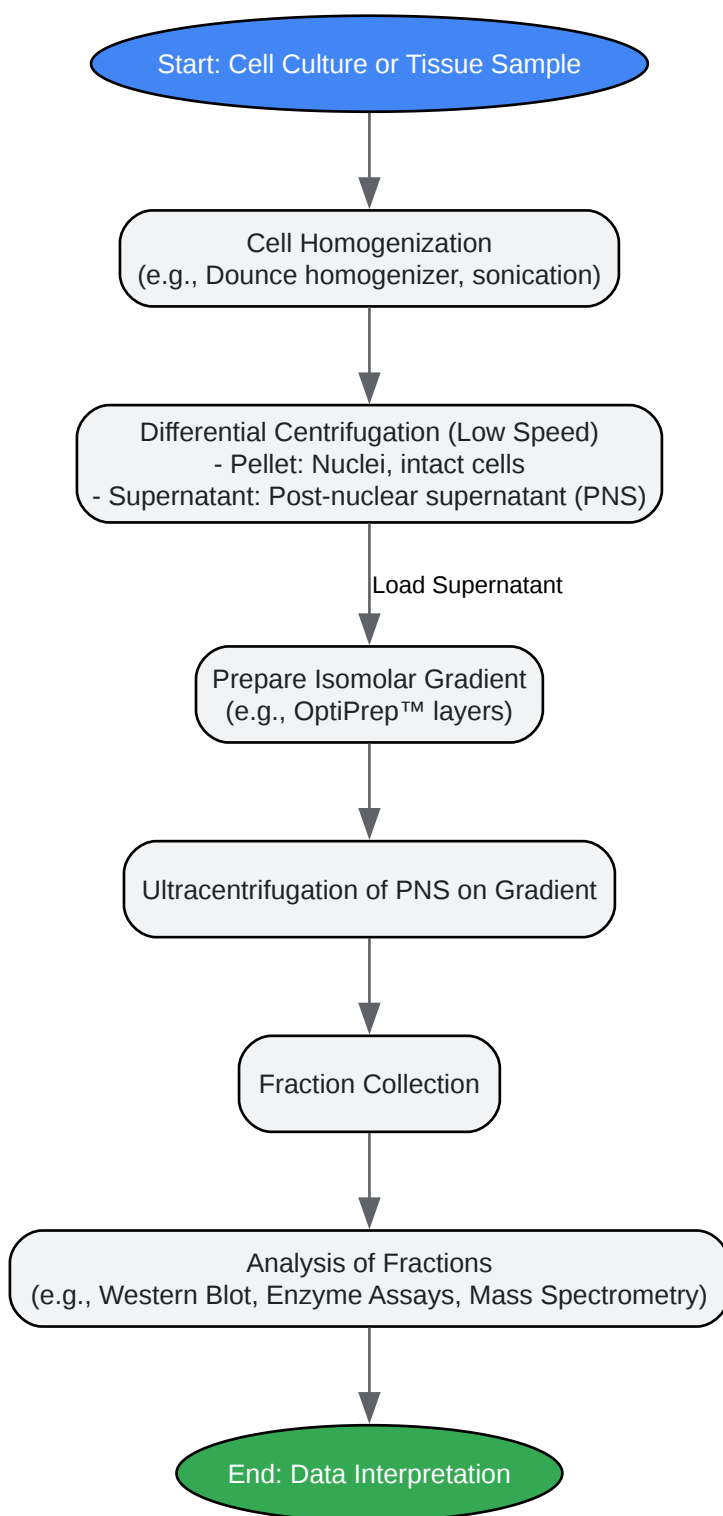 Start: Cell Culture or Tissue Sample
Cell Homogenization
(e.g., Dounce homogenizer, sonication)
Differential Centrifugation (Low Speed)
- Pellet: Nuclei, intact cells
- Supernatant: Post-nuclear supernatant (PNS)
Load Supernatant
Prepare Isomolar Gradient
(e.g., OptiPrep™ layers)
Ultracentrifugation of PNS on Gradient
Fraction Collection
Analysis of Fractions
(e.g., Western Blot, Enzyme Assays, Mass Spectrometry)
End: Data Interpretation